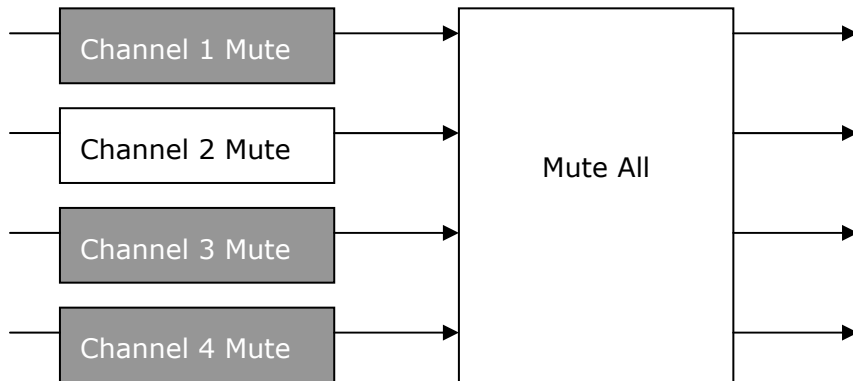 Channel 1 Mute
Channel 2 Mute
Channel 3 Mute
Channel 4 Mute
Mute All